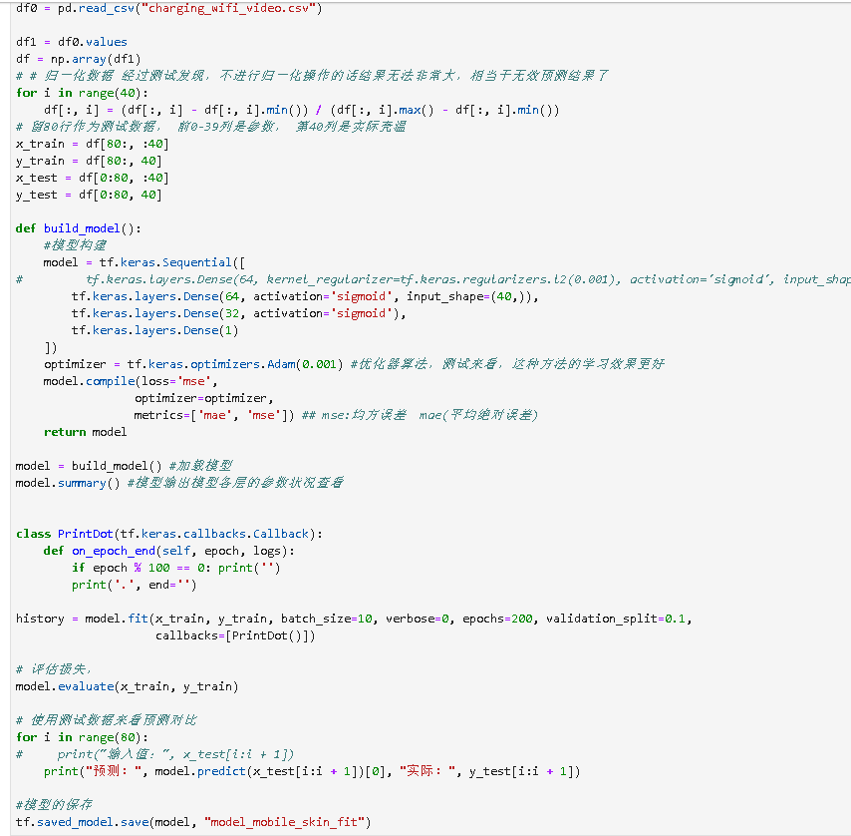 df0 = pd.read_csv("charging_wifi_video.csv")
df1 = df0.values
df = np.array(df1)
# # 归一化数据 经过测试发现，不进行归一化操作的话结果无法非常大，相当于无效预测结果了
for i in range(40):
    df[:, i] = (df[:, i] - df[:, i].min()) / (df[:, i].max() - df[:, i].min())
# 留80行作为测试数据， 前0-39列是参数， 第40列是实际壳温
x_train = df[80:, :40]
y_train = df[80:, 40]
x_test = df[0:80, :40]
y_test = df[0:80, 40]
def build_model():
    #模型构建
    model = tf.keras.Sequential([
#       tf.keras.layers.Dense(64, kernel_regularizer=tf.keras.regularizers.l2(0.001), activation='sigmoid', input_shap
        tf.keras.layers.Dense(64, activation='sigmoid', input_shape=(40,)),
        tf.keras.layers.Dense(32, activation='sigmoid'),
        tf.keras.layers.Dense(1)
    ])
    optimizer = tf.keras.optimizers.Adam(0.001) #优化器算法，测试来看，这种方法的学习效果更好
    model.compile(loss='mse',
                  optimizer=optimizer,
                  metrics=['mae', 'mse']) ## mse:均方误差  mae(平均绝对误差)
    return model
model = build_model() #加载模型
model.summary() #模型输出模型各层的参数状况查看
class PrintDot(tf.keras.callbacks.Callback):
    def on_epoch_end(self, epoch, logs):
        if epoch % 100 == 0: print('')
        print('.', end='')
history = model.fit(x_train, y_train, batch_size=10, verbose=0, epochs=200, validation_split=0.1,
                    callbacks=[PrintDot()])
# 评估损失，
model.evaluate(x_train, y_train)
# 使用测试数据来看预测对比
for i in range(80):
#     print("输入值：", x_test[i:i + 1])
    print("预测：", model.predict(x_test[i:i + 1])[0], "实际：", y_test[i:i + 1])
#模型的保存
tf.saved_model.save(model, "model_mobile_skin_fit")